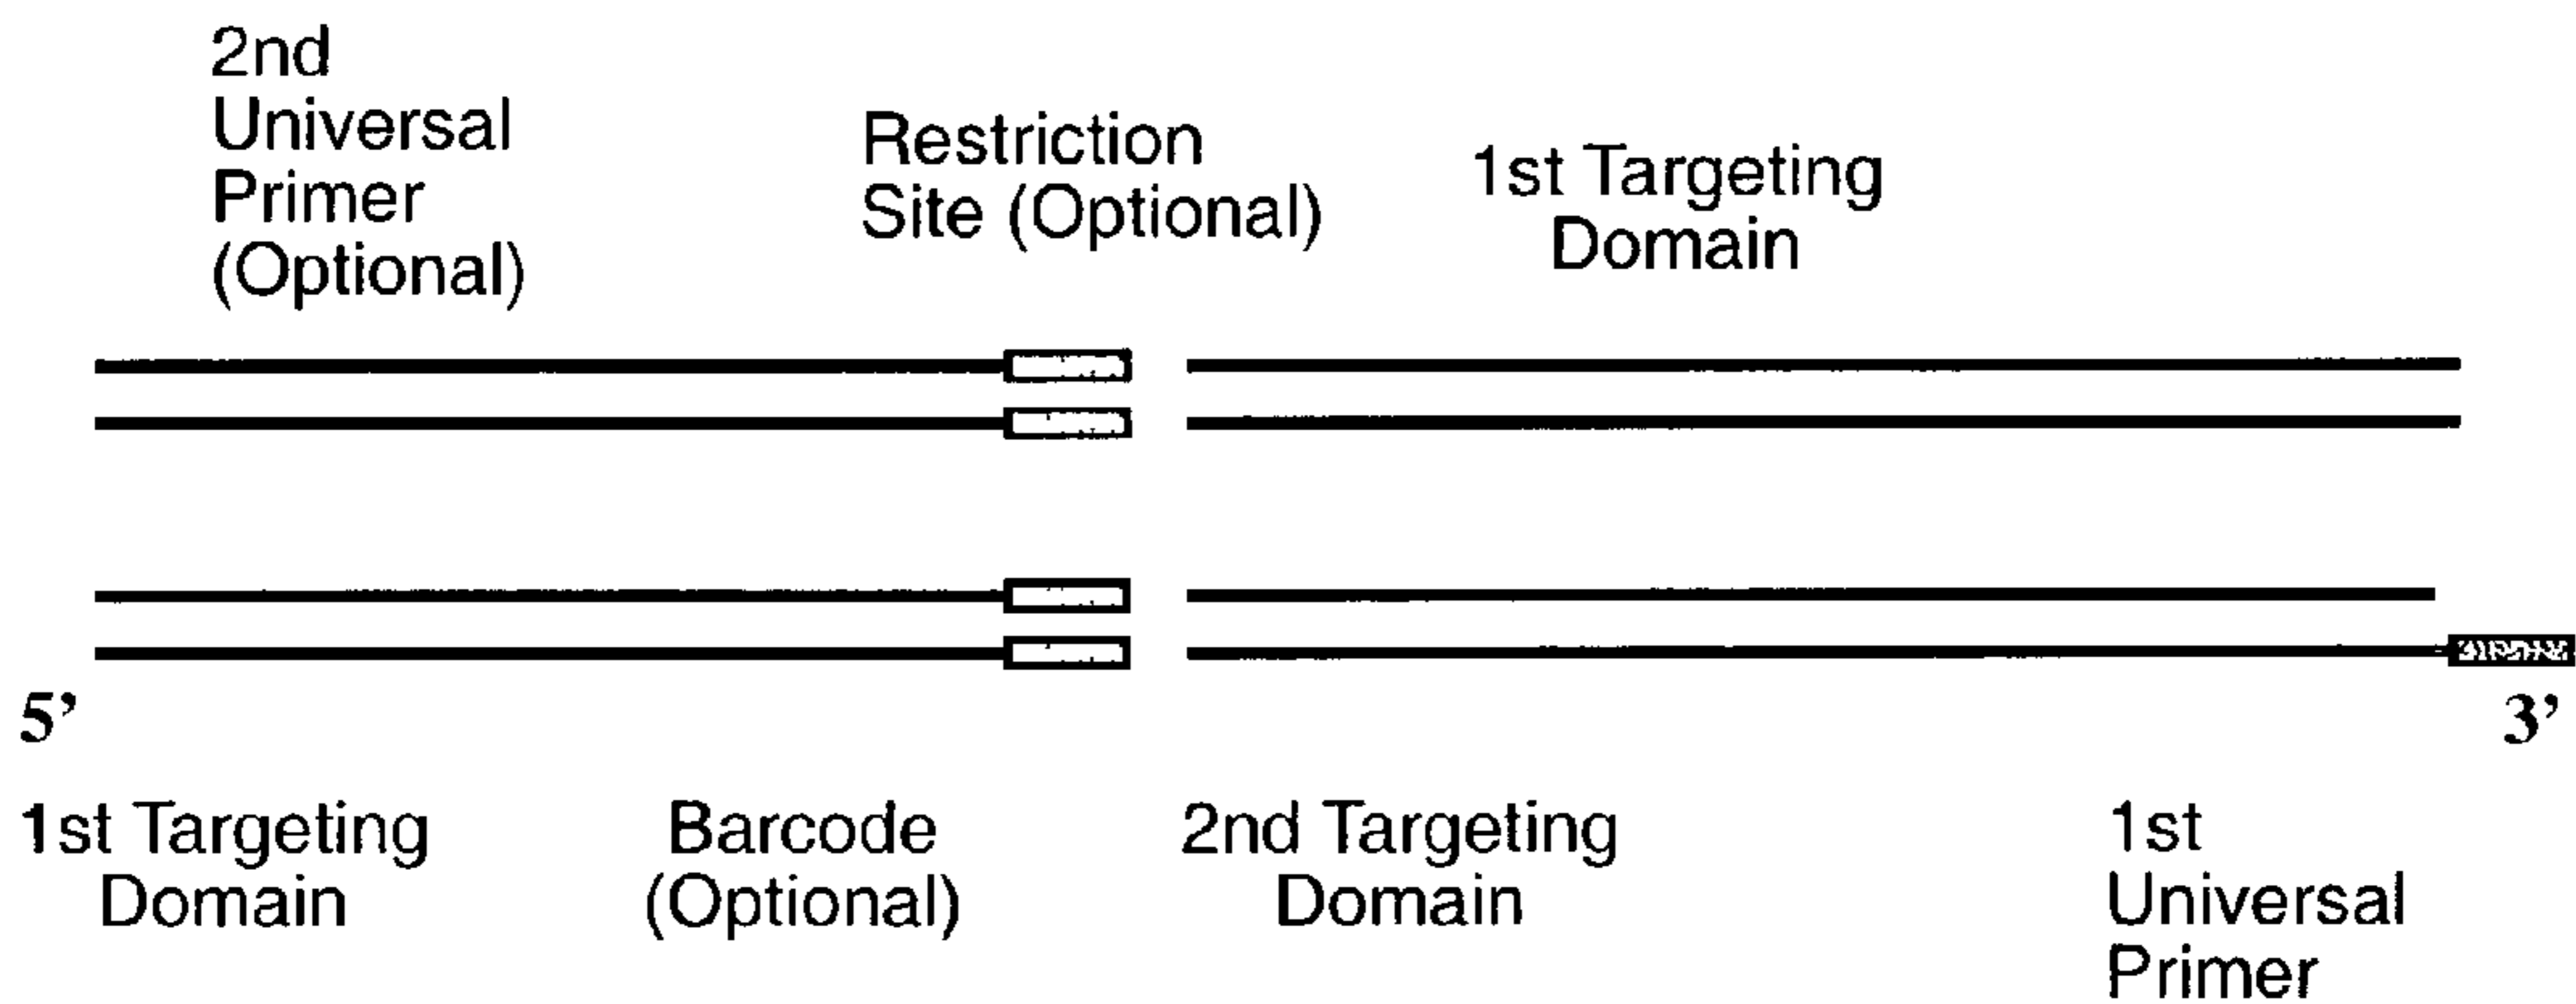 2nd
Universal
Primer
(Optional)
Restriction
Site (Optional)
1st Targeting
Domain
5’
3’
1st Targeting
Domain
Barcode
(Optional)
2nd Targeting
Domain
1st
Universal
Primer